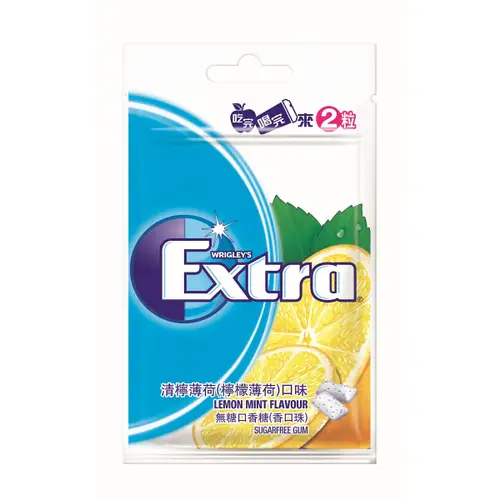 吃完 喝完 來2粒
WRIGLEY'S
Extra®
清檸薄荷(檸檬薄荷)口味
LEMON MINT FLAVOUR
無糖口香糖(香口珠)
SUGARFREE GUM